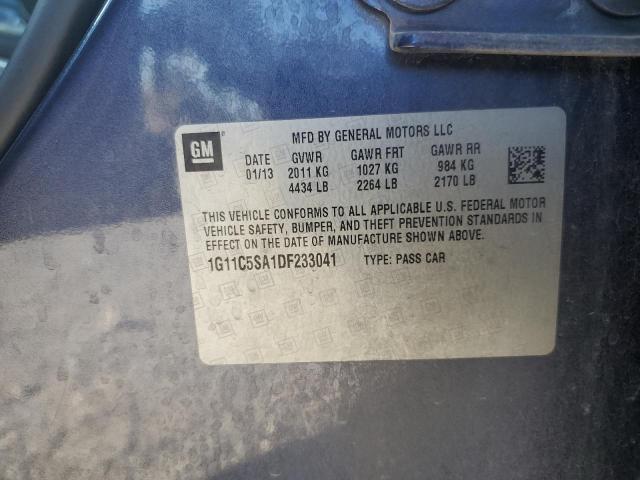 GM
MFD BY GENERAL MOTORS LLC
DATE GVWR GAWR FRT GAWR RR
01/13 2011 KG 1027 KG 984 KG
4434 LB 2264 LB 2170 LB
THIS VEHICLE CONFORMS TO ALL APPLICABLE U.S. FEDERAL MOTOR
VEHICLE SAFETY, BUMPER, AND THEFT PREVENTION STANDARDS IN
EFFECT ON THE DATE OF MANUFACTURE SHOWN ABOVE.
1G11C5SA1DF233041 TYPE: PASS CAR